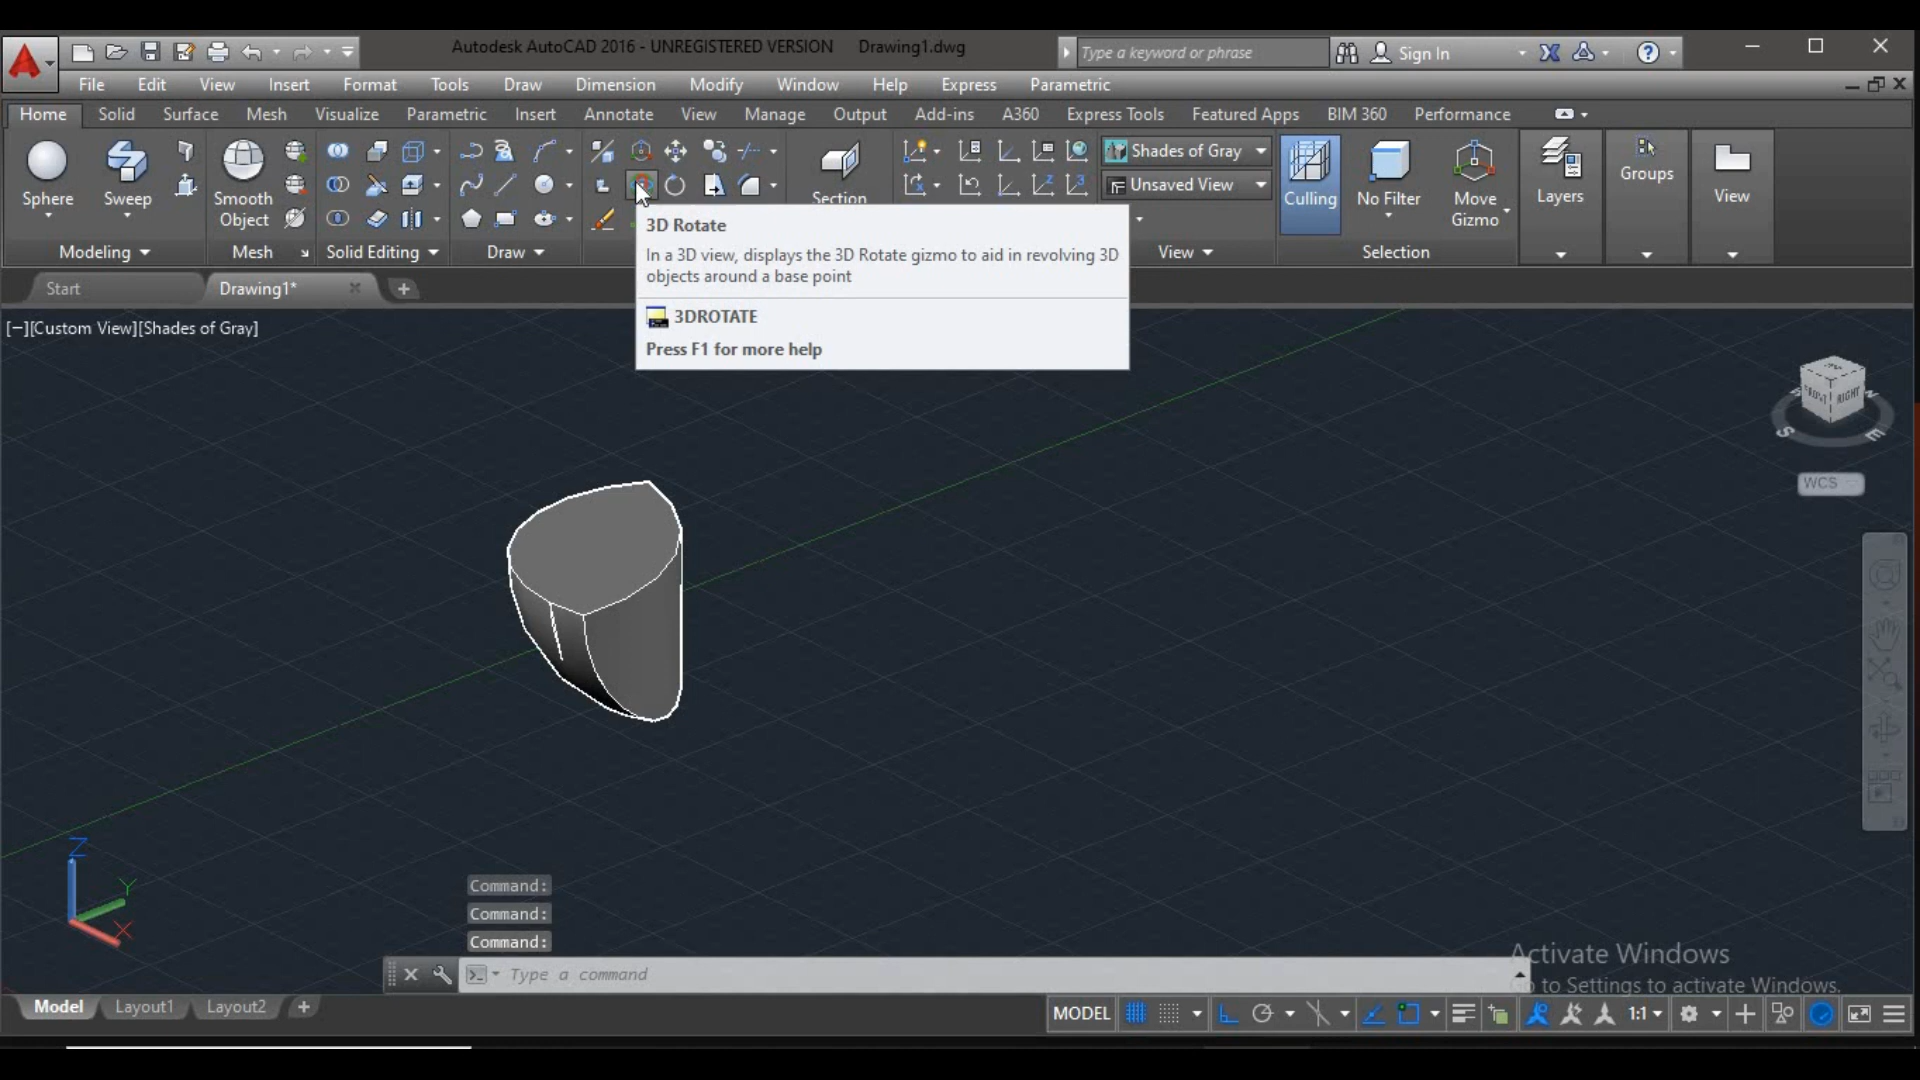 Autodesk AutoCAD 2016 - UNREGISTERED VERSION Drawing1.dwg
Type a keyword or phrase
Sign In
File Edit View Insert Format Tools Draw Dimension Modify Window Help Express Parametric
Home Solid Surface Mesh Visualize Parametric Insert Annotate View Manage Output Add-ins A360 Express Tools Featured Apps BIM 360 Performance
Shades of Gray
Unsaved View
Sphere
Sweep
Smooth
Object
Section
Culling
No Filter
Move
Gizmo
Layers
Groups
View
Modeling
Mesh
Solid Editing
Draw
View
Selection
3D Rotate
In a 3D view, displays the 3D Rotate gizmo to aid in revolving 3D
objects around a base point
3DROTATE
Press F1 for more help
Start
Drawing1*
[−][Custom View][Shades of Gray]
FRONT RIGHT
S E
WCS
Z
Y
X
Command:
Command:
Command:
Type a command
Activate Windows
to Settings to activate Windows.
Model Layout1 Layout2
MODEL
1:1